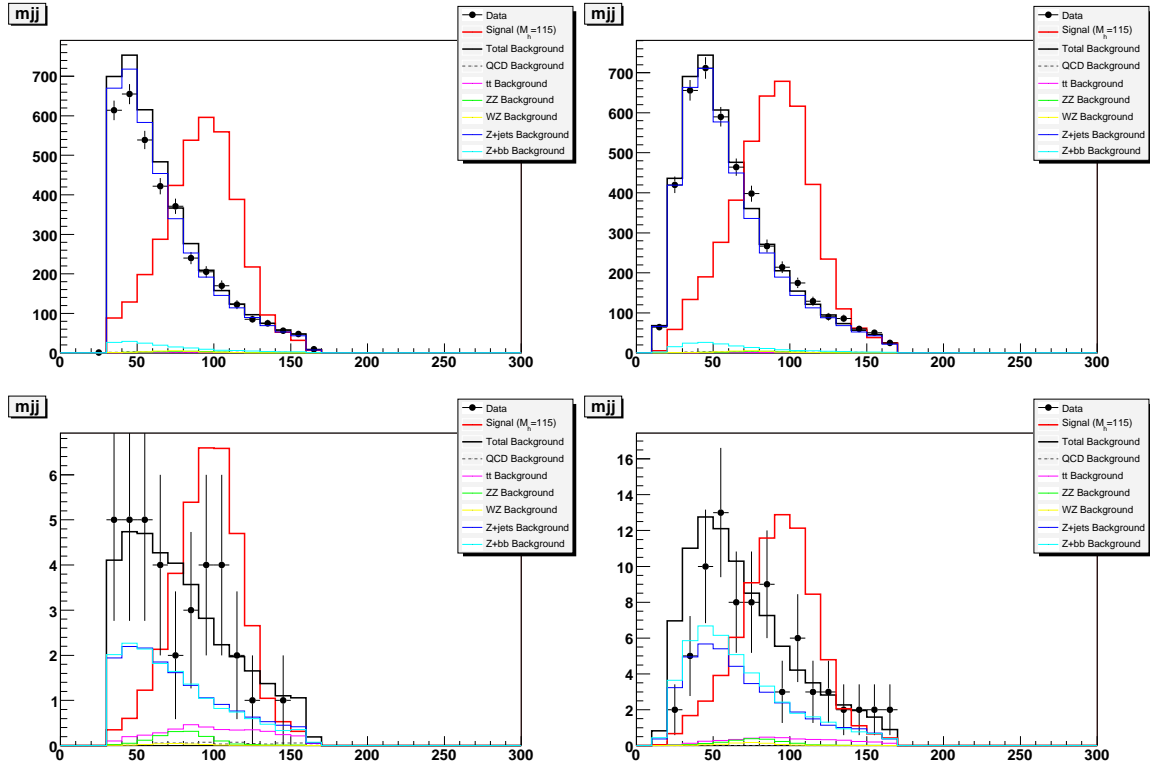 mjj
Data
Signal (M_h=115)
Total Background
QCD Background
tt Background
ZZ Background
WZ Background
Z+jets Background
Z+bb Background
700
600
500
400
300
200
100
0
0 50 100 150 200 250 300
mjj
Data
Signal (M_h=115)
Total Background
QCD Background
tt Background
ZZ Background
WZ Background
Z+jets Background
Z+bb Background
700
600
500
400
300
200
100
0
0 50 100 150 200 250 300
mjj
Data
Signal (M_h=115)
Total Background
QCD Background
tt Background
ZZ Background
WZ Background
Z+jets Background
Z+bb Background
6
5
4
3
2
1
0
0 50 100 150 200 250 300
mjj
Data
Signal (M_h=115)
Total Background
QCD Background
tt Background
ZZ Background
WZ Background
Z+jets Background
Z+bb Background
16
14
12
10
8
6
4
2
0
0 50 100 150 200 250 300